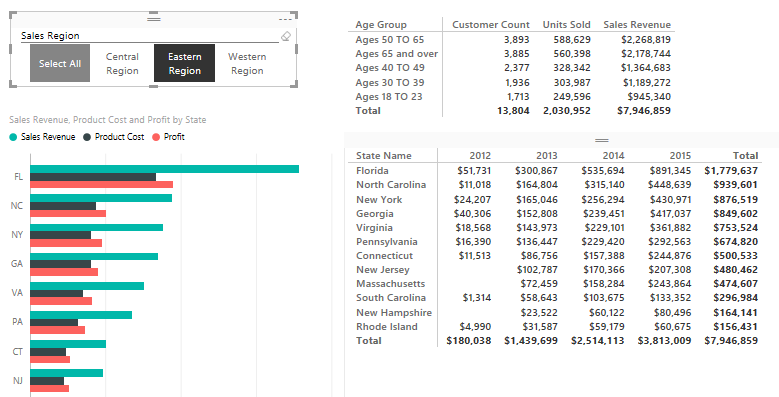 Sales Region
Select All
Central Region
Eastern Region
Western Region
Sales Revenue, Product Cost and Profit by State
Sales Revenue Product Cost Profit
FL
NC
NY
GA
VA
PA
CT
NJ
Age Group Customer Count Units Sold Sales Revenue
Ages 50 TO 65 3,893 588,629 $2,268,819
Ages 65 and over 3,885 560,398 $2,178,744
Ages 40 TO 49 2,377 328,342 $1,364,683
Ages 30 TO 39 1,936 303,987 $1,189,272
Ages 18 TO 23 1,713 249,596 $945,340
Total 13,804 2,030,952 $7,946,859
State Name 2012 2013 2014 2015 Total
Florida $51,731 $300,867 $535,694 $891,345 $1,779,637
North Carolina $11,018 $164,804 $315,140 $448,639 $939,601
New York $24,207 $165,046 $256,294 $430,971 $876,519
Georgia $40,306 $152,808 $239,451 $417,037 $849,602
Virginia $18,568 $143,973 $229,101 $361,882 $753,524
Pennsylvania $16,390 $136,447 $229,420 $292,563 $674,820
Connecticut $11,513 $86,756 $157,388 $244,876 $500,533
New Jersey $102,787 $170,366 $207,308 $480,462
Massachusetts $72,459 $158,284 $243,864 $474,607
South Carolina $1,314 $58,643 $103,675 $133,352 $296,984
New Hampshire $23,522 $60,122 $80,496 $164,141
Rhode Island $4,990 $31,587 $59,179 $60,675 $156,431
Total $180,038 $1,439,699 $2,514,113 $3,813,009 $7,946,859